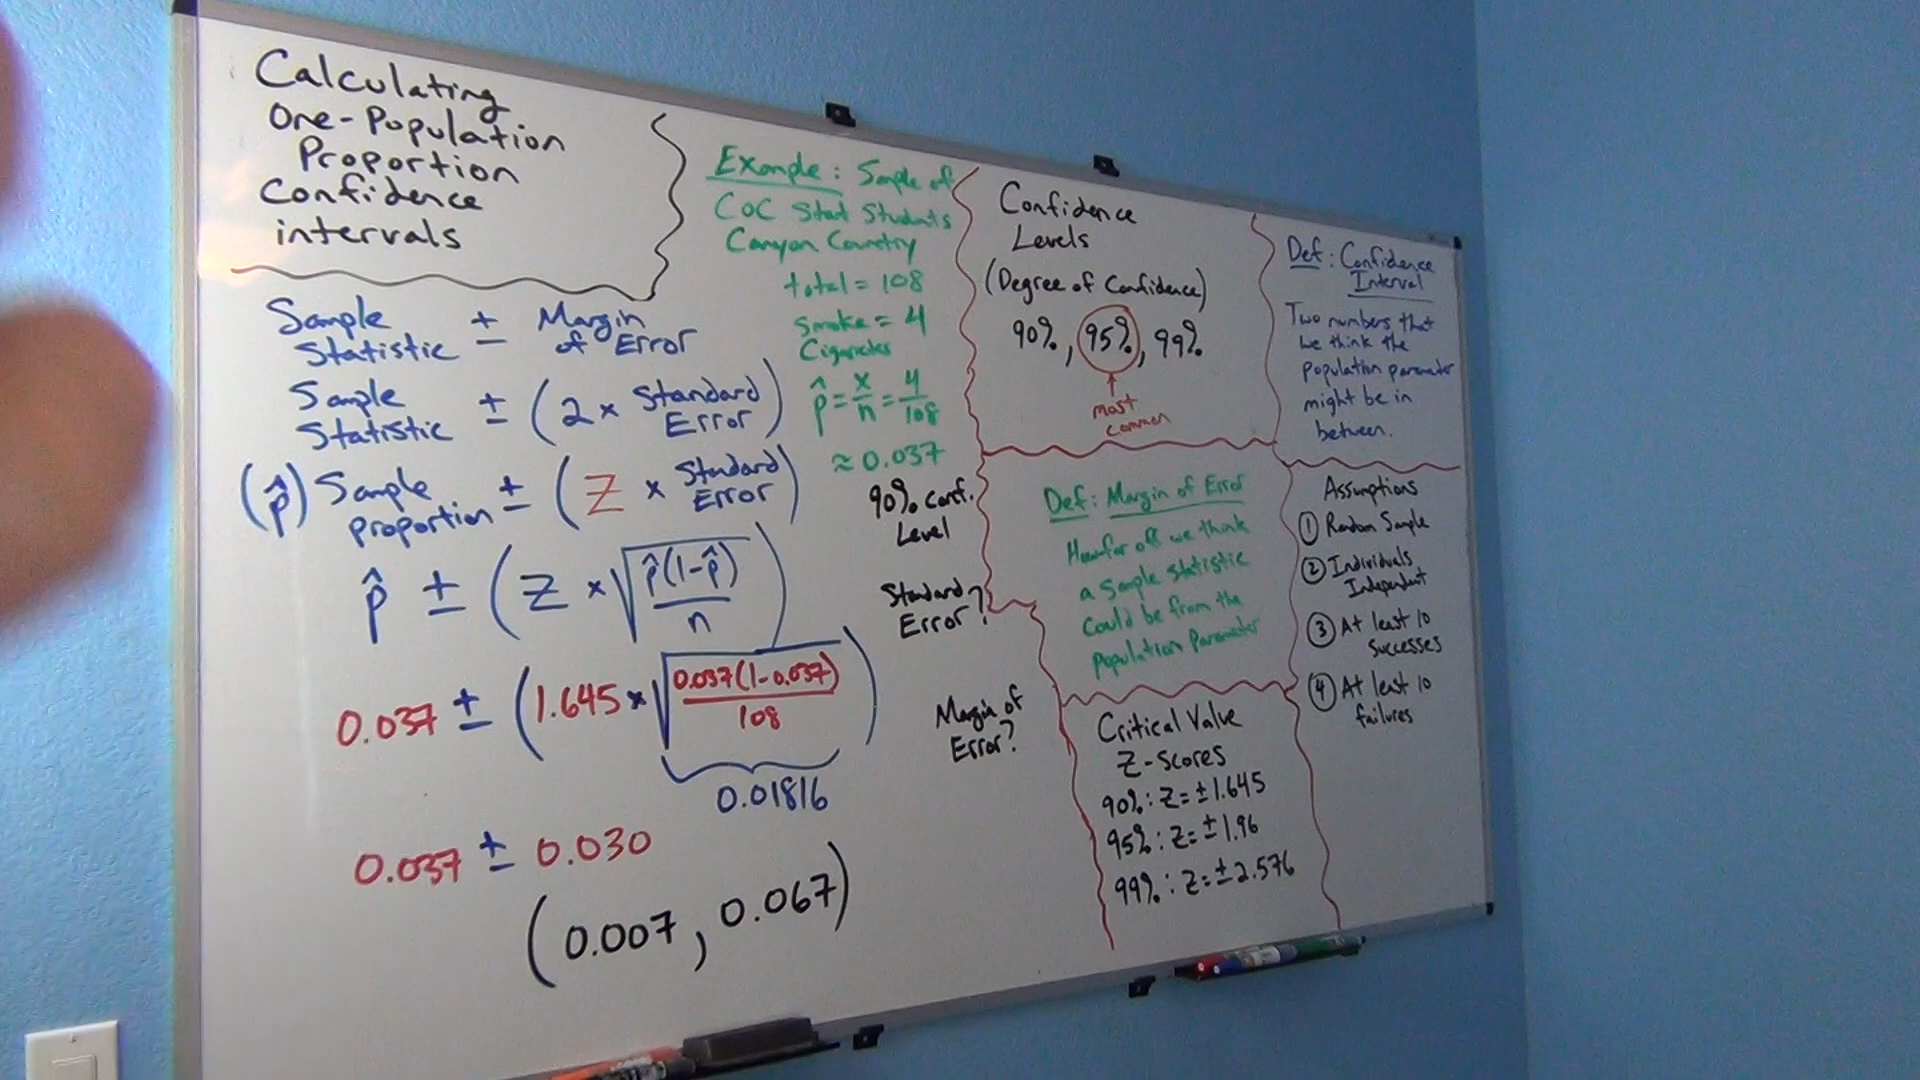 Calculating
One-Population
Proportion
Confidence
intervals
Sample Statistic ± Margin of Error
Sample Statistic ± (2 × Standard Error)
(p̂) Sample proportion ± (Z × Standard Error)
p̂ ± (Z × √(p̂(1-p̂)/n))
0.037 ± (1.645 × √(0.037(1-0.037)/108))
0.01816
0.037 ± 0.030
(0.007, 0.067)
Example: Sample of
COC Stat Students
Canyon Country
total = 108
smoke = 4
Cigarettes
p̂ = x/n = 4/108
≈ 0.037
90% Conf.
Level
Standard
Error?
Margin of
Error?
Confidence
Levels
(Degree of Confidence)
90%, 95%, 99%
most
common
Def: Margin of Error
How far off we think
a Sample Statistic
could be from the
population parameter
Critical Value
Z-scores
90%: Z=±1.645
95%: Z=±1.96
99%: Z=±2.576
Def: Confidence
Interval
Two numbers that
we think the
population parameter
might be in
between.
Assumptions
① Random Sample
② Individuals
Independent
③ At least 10
Successes
④ At least 10
failures